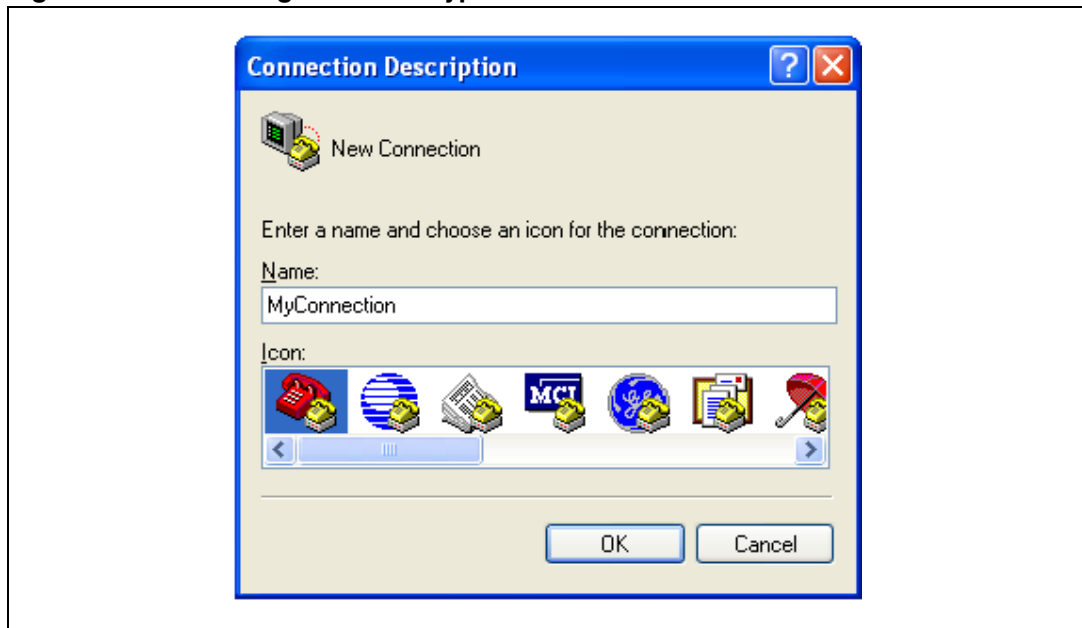 Connection Description
New Connection
Enter a name and choose an icon for the connection:
Name:
MyConnection
Icon:
MCI
OK Cancel